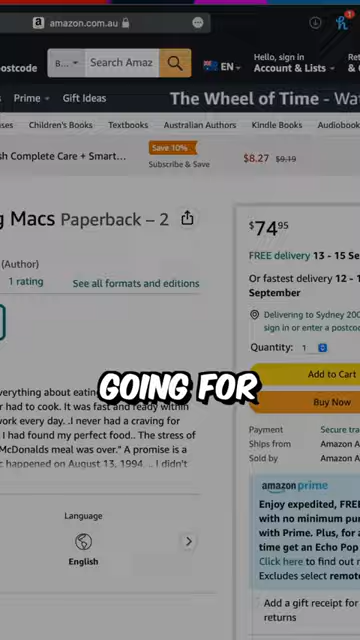 amazon.com.au
postcode
B...
Search Amaz
EN
Hello, sign in
Account & Lists
Ret
& C
s
Prime
Gift Ideas
The Wheel of Time - Wat
uses
Children's Books
Textbooks
Australian Authors
Kindle Books
Audiobook
sh Complete Care + Smart...
Save 10%
Subscribe & Save
$8.27 $9.19
g Macs Paperback – 2
(Author)
1 rating
See all formats and editions
$74.95
FREE delivery 13 - 15 Se
Or fastest delivery 12 - 1
September
Delivering to Sydney 200
sign in or enter a postcod
Quantity: 1
Add to Cart
Buy Now
GOING FOR
verything about eating
r had to cook. It was fast and ready within
work every day. .I never had a craving for
I had found my perfect food.. The stress of
McDonalds meal was over." A promise is a
c happened on August 13, 1994. .. I didn't
Payment
Secure tra
Ships from
Amazon A
Sold by
Amazon A
Language
English
amazon prime
Enjoy expedited, FREE
with no minimum pur
with Prime. Plus, for a
time get an Echo Pop
Click here to find out r
Excludes select remot
Add a gift receipt for
returns